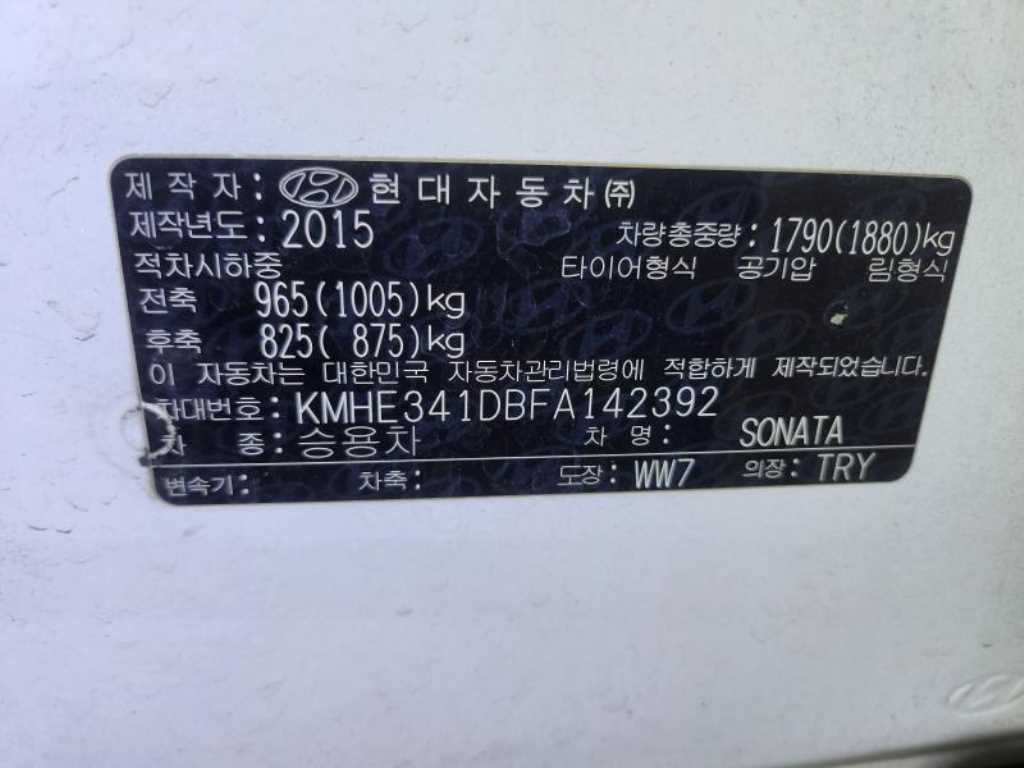 제 작 자 : 현 대 자 동 차 ㈜
제작년도 : 2015 차량총중량 : 1790(1880)kg
적차시하중 타이어형식 공기압 림형식
전축 965(1005)kg
후축 825( 875)kg
이 자동차는 대한민국 자동차관리법령에 적합하게 제작되었습니다.
차대번호 : KMHE341DBFA142392
차 종 : 승용차 차 명 : SONATA
변속기 : 차축 : 도장 : WW7 의장 : TRY